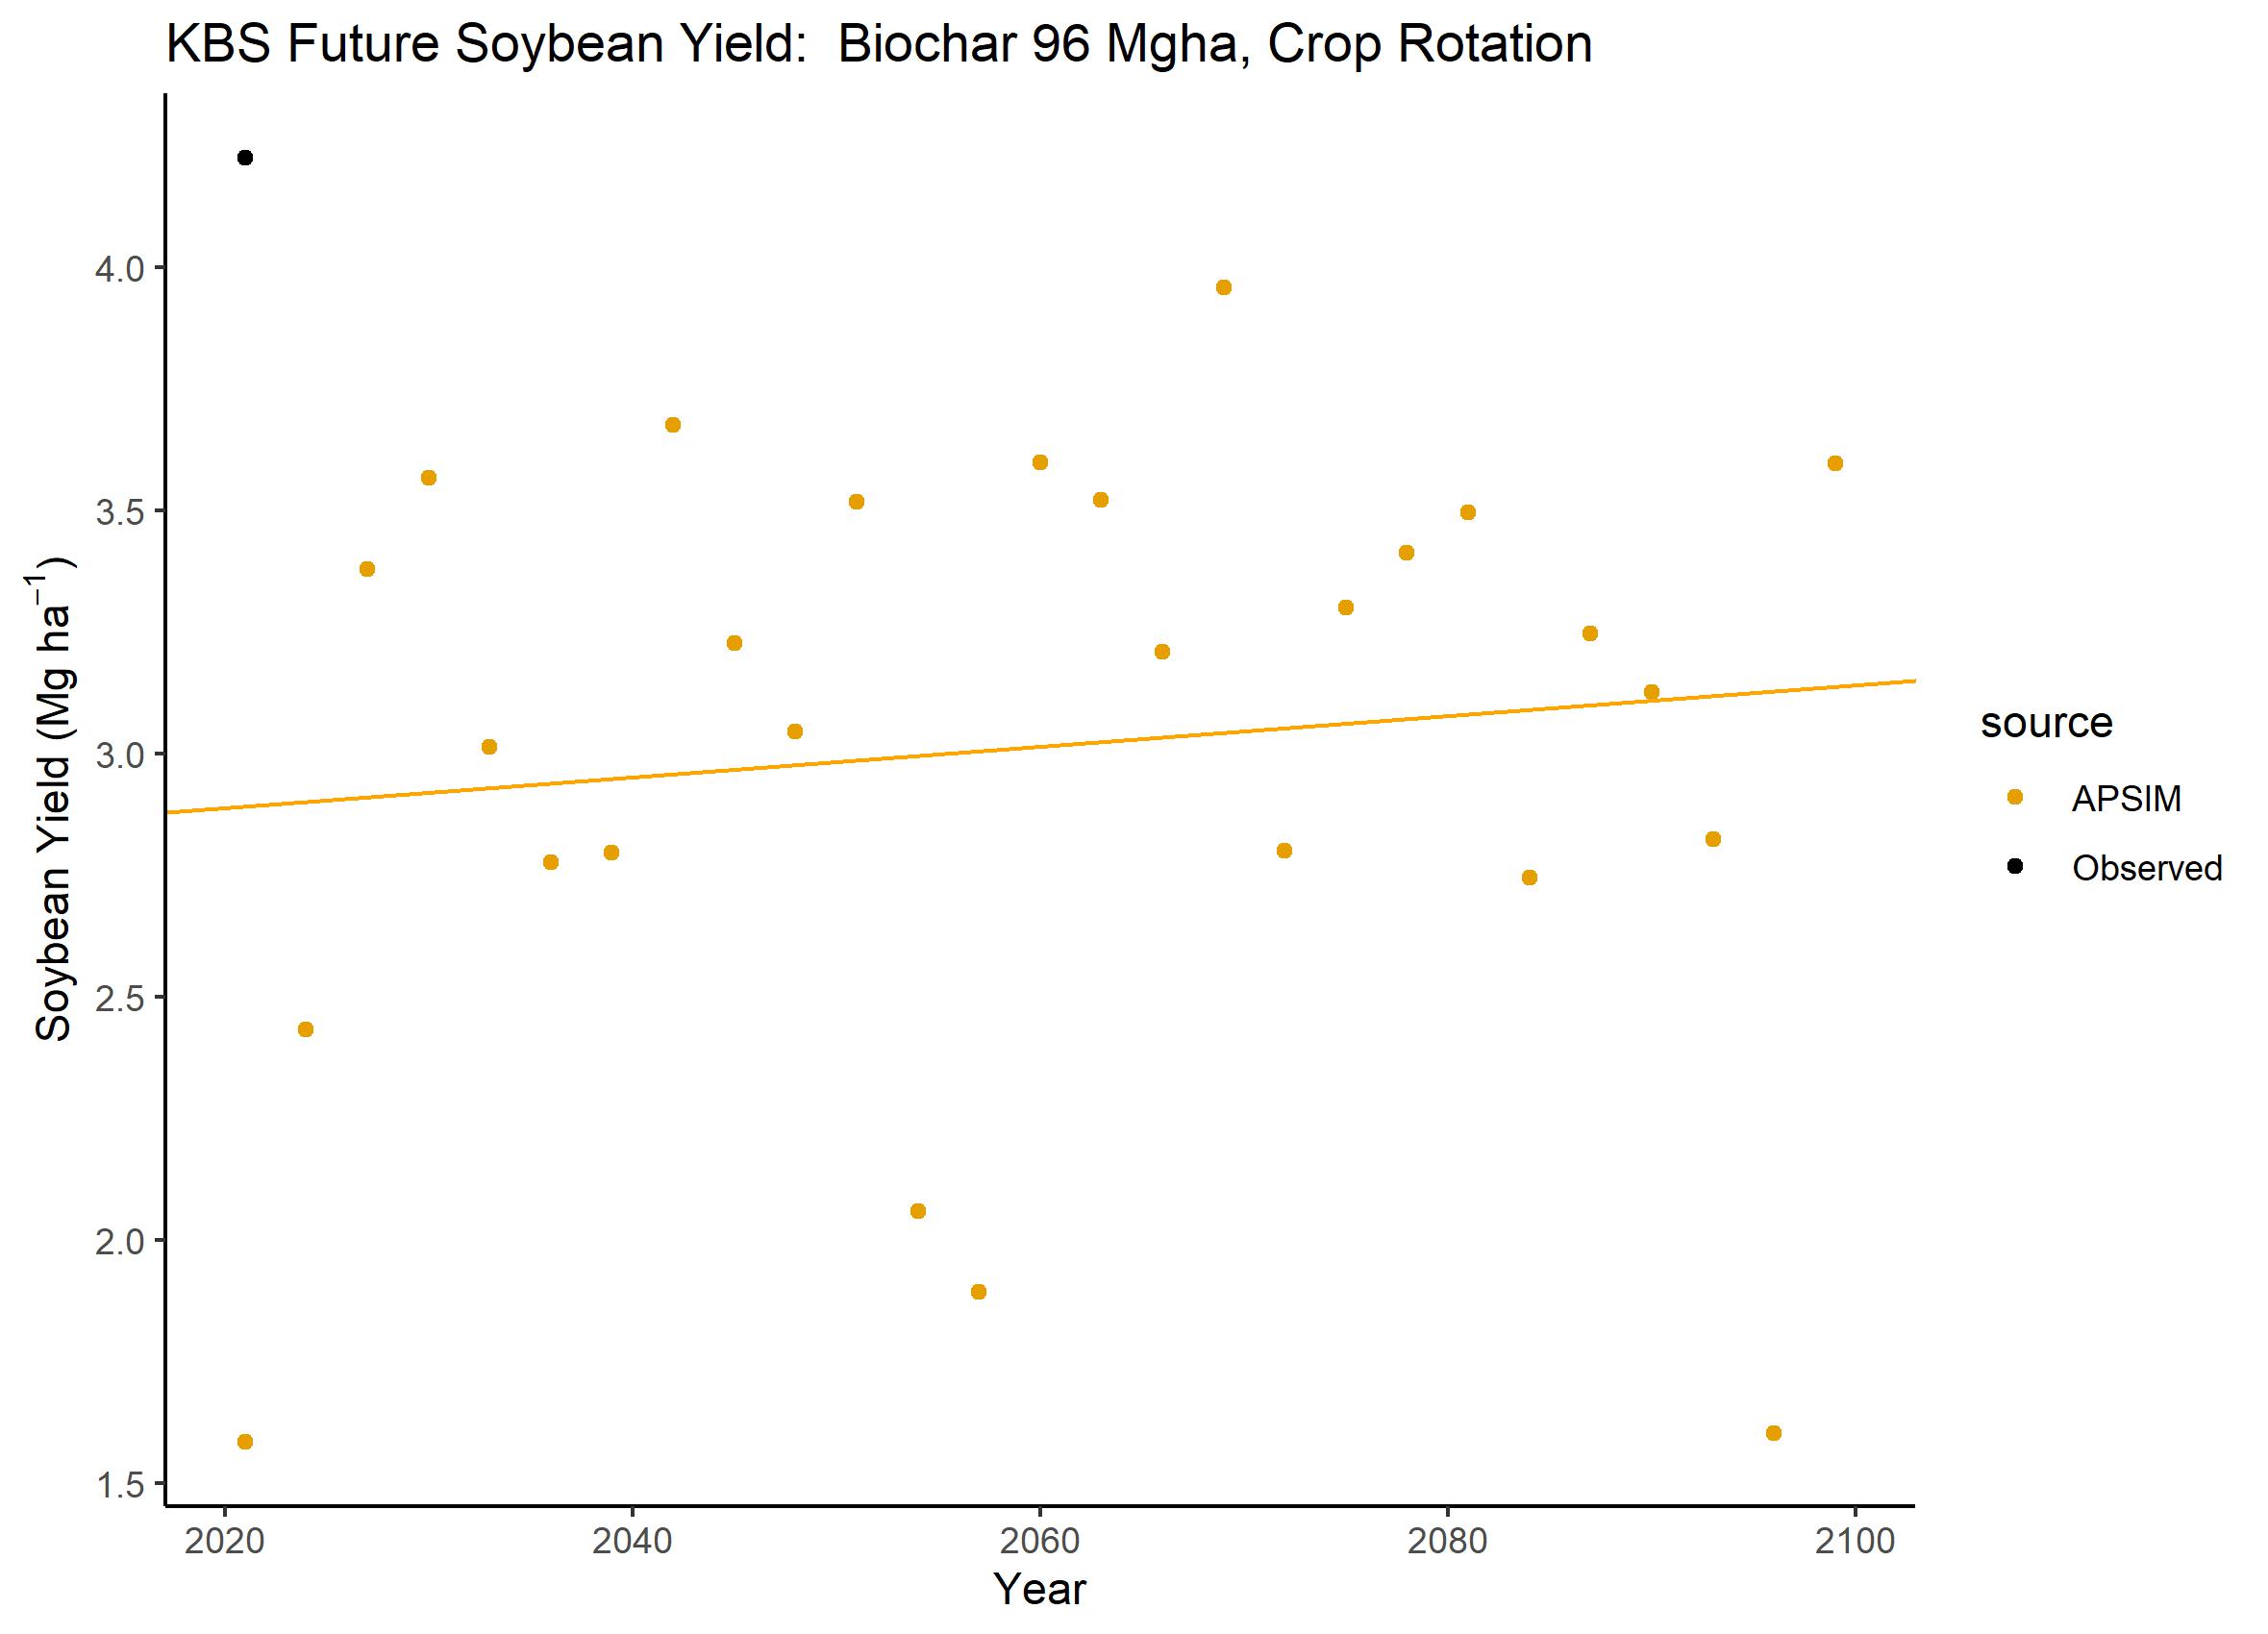 KBS Future Soybean Yield:  Biochar 96 Mgha, Crop Rotation
Soybean Yield (Mg ha⁻¹)
4.0
3.5
3.0
2.5
2.0
1.5
2020 2040 2060 2080 2100
Year
source
APSIM
Observed